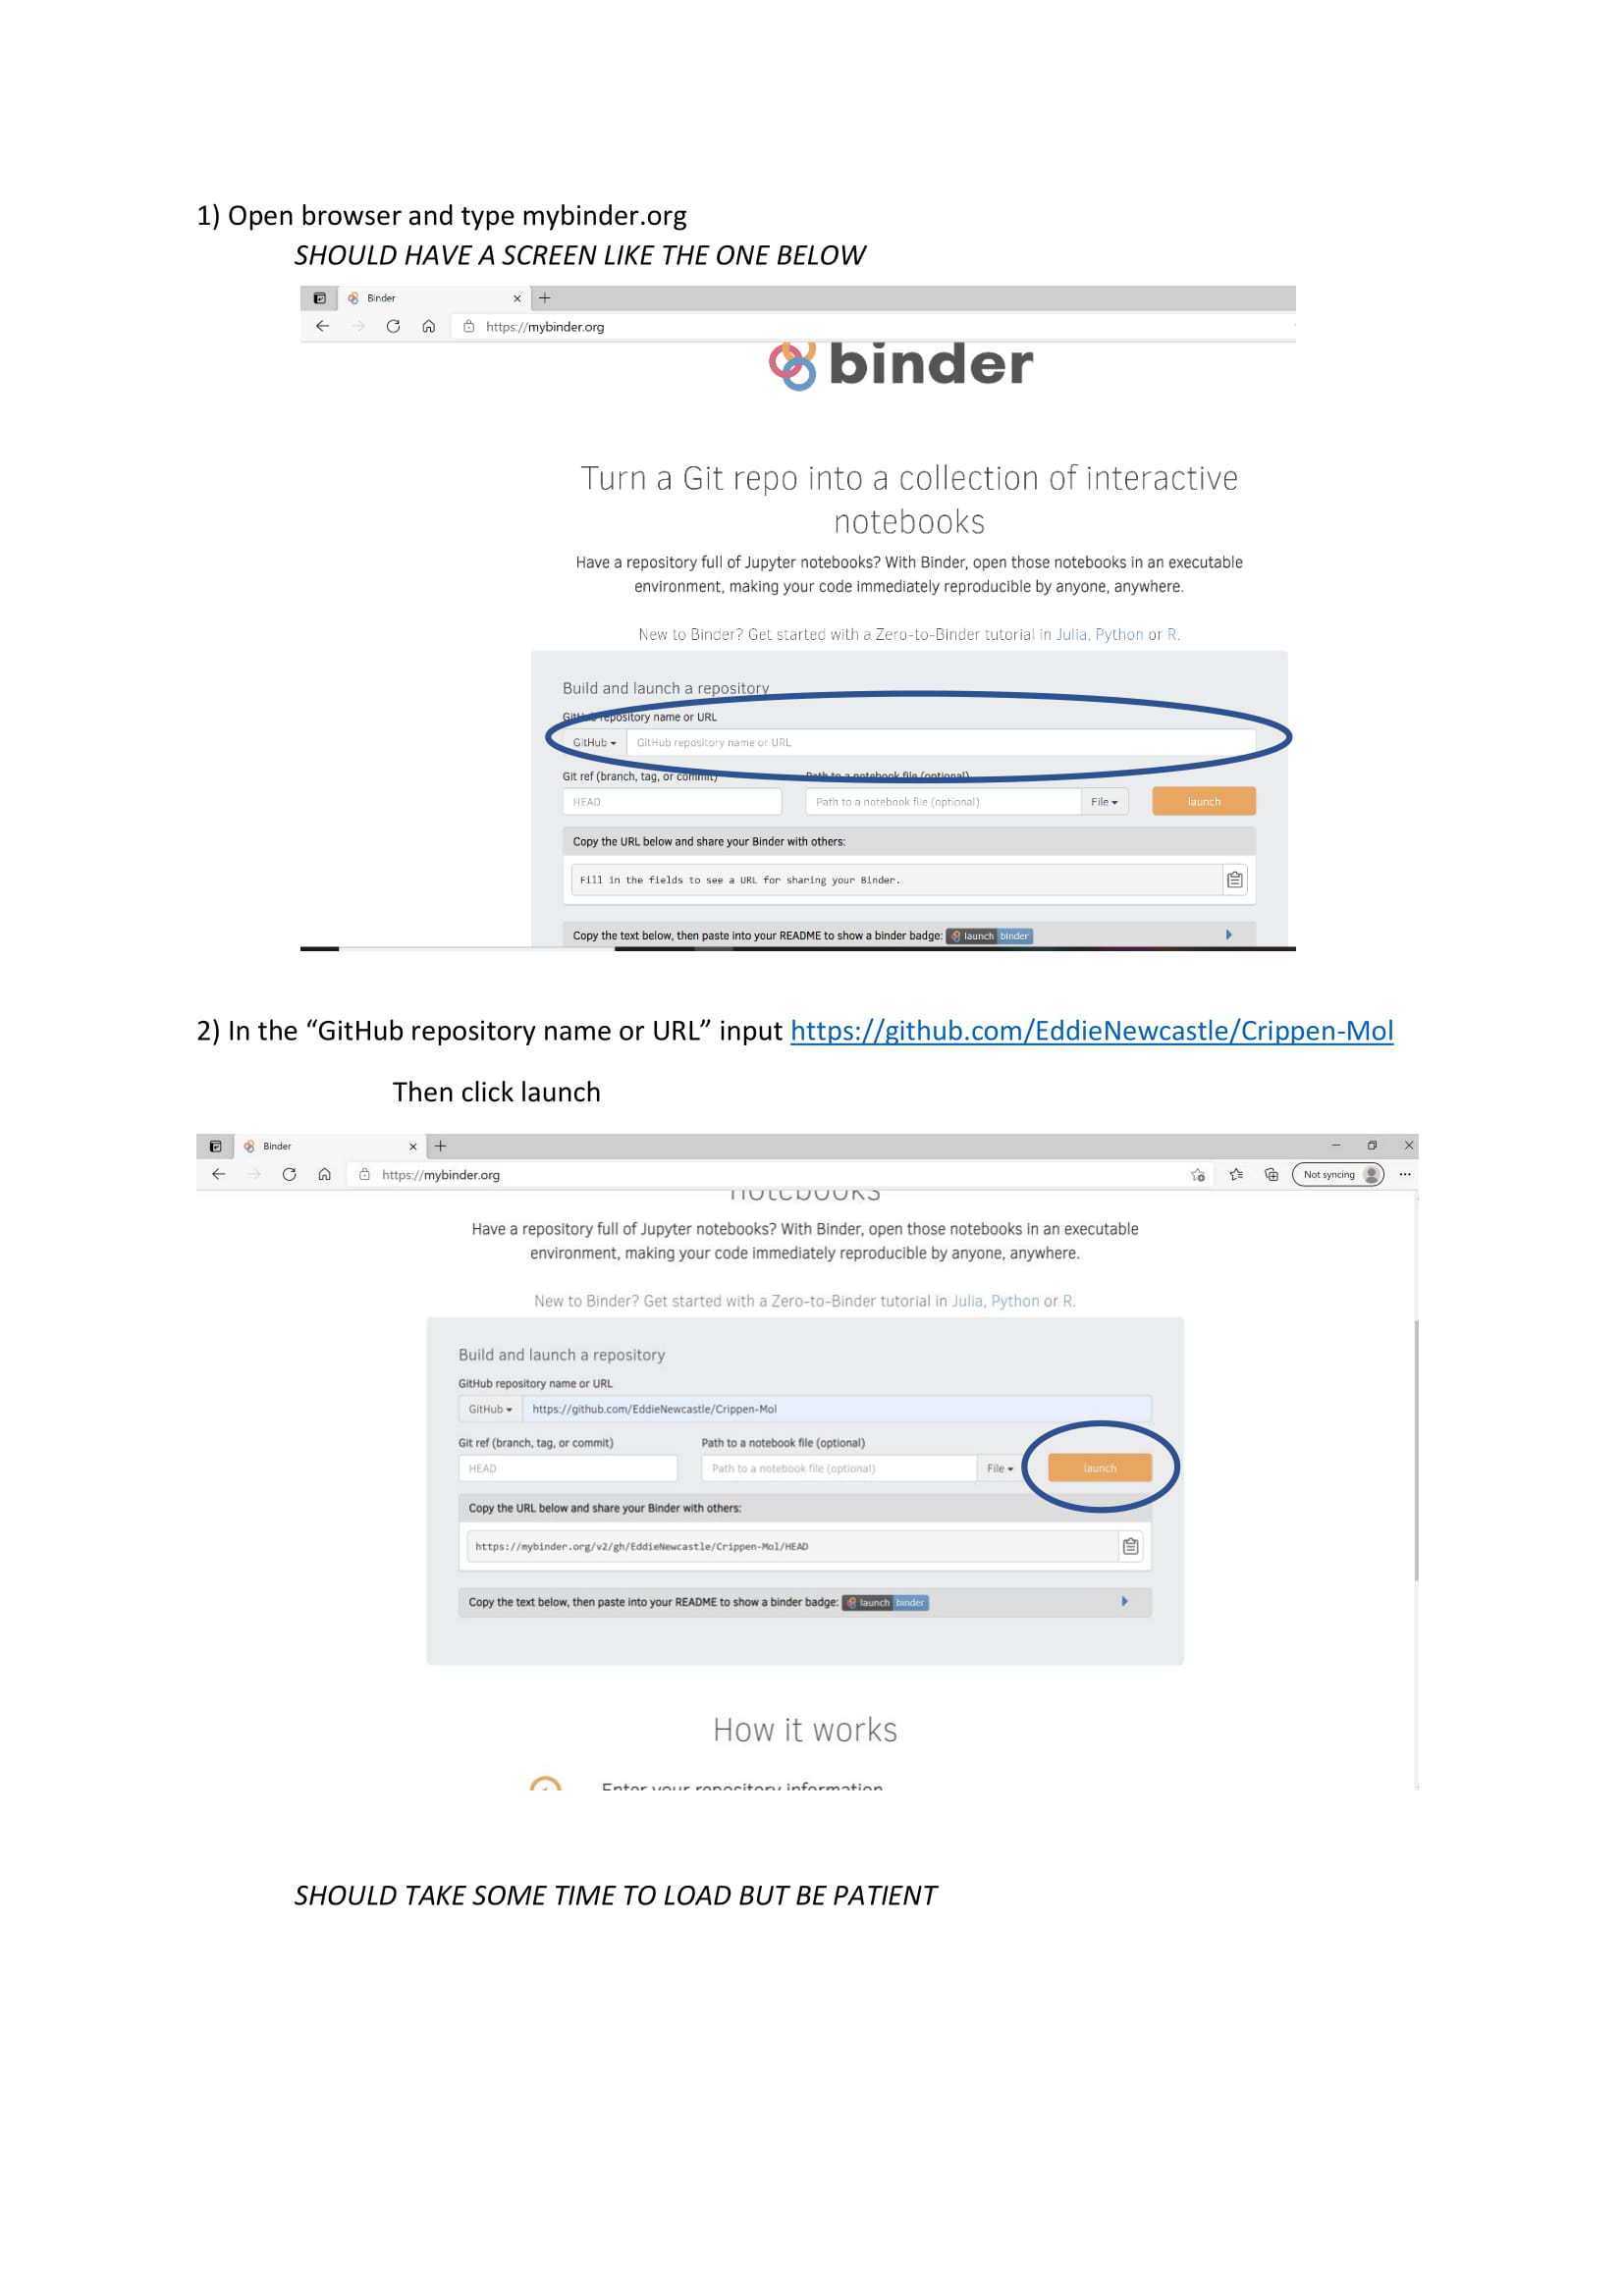 1) Open browser and type mybinder.org
SHOULD HAVE A SCREEN LIKE THE ONE BELOW
Binder
https://mybinder.org
binder
Turn a Git repo into a collection of interactive
notebooks
Have a repository full of Jupyter notebooks? With Binder, open those notebooks in an executable
environment, making your code immediately reproducible by anyone, anywhere.
New to Binder? Get started with a Zero-to-Binder tutorial in Julia, Python or R.
Build and launch a repository
GitHub repository name or URL
GitHub GitHub repository name or URL
Git ref (branch, tag, or commit) Path to a notebook file (optional)
HEAD Path to a notebook file (optional) File launch
Copy the URL below and share your Binder with others:
Fill in the fields to see a URL for sharing your Binder.
Copy the text below, then paste into your README to show a binder badge: launch binder
2) In the “GitHub repository name or URL” input https://github.com/EddieNewcastle/Crippen-Mol
Then click launch
Binder
https://mybinder.org Not syncing
notebooks
Have a repository full of Jupyter notebooks? With Binder, open those notebooks in an executable
environment, making your code immediately reproducible by anyone, anywhere.
New to Binder? Get started with a Zero-to-Binder tutorial in Julia, Python or R.
Build and launch a repository
GitHub repository name or URL
GitHub https://github.com/EddieNewcastle/Crippen-Mol
Git ref (branch, tag, or commit) Path to a notebook file (optional)
HEAD Path to a notebook file (optional) File launch
Copy the URL below and share your Binder with others:
https://mybinder.org/v2/gh/EddieNewcastle/Crippen-Mol/HEAD
Copy the text below, then paste into your README to show a binder badge: launch binder
How it works
Enter your repository information
SHOULD TAKE SOME TIME TO LOAD BUT BE PATIENT